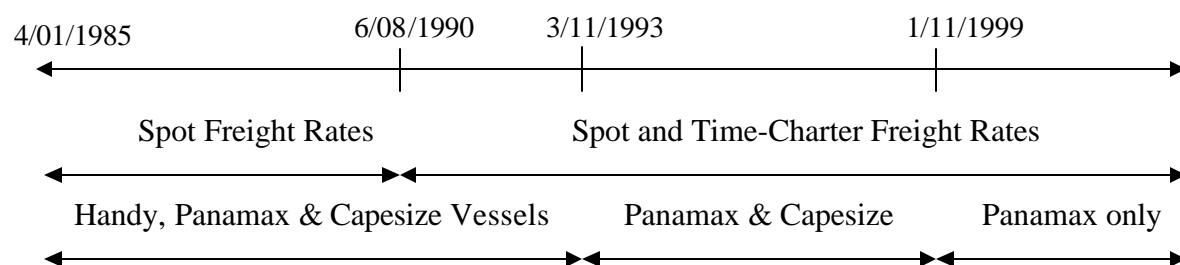 4/01/1985 6/08/1990 3/11/1993 1/11/1999
Spot Freight Rates Spot and Time-Charter Freight Rates
Handy, Panamax & Capesize Vessels Panamax & Capesize Panamax only